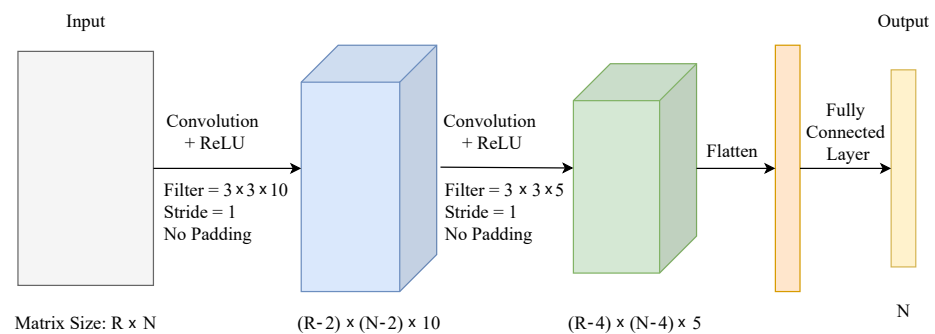 Input
Output
Convolution
+ ReLU
Filter = 3 × 3 × 10
Stride = 1
No Padding
Convolution
+ ReLU
Filter = 3 × 3 × 5
Stride = 1
No Padding
Flatten
Fully
Connected
Layer
Matrix Size: R × N
(R-2) × (N-2) × 10
(R-4) × (N-4) × 5
N